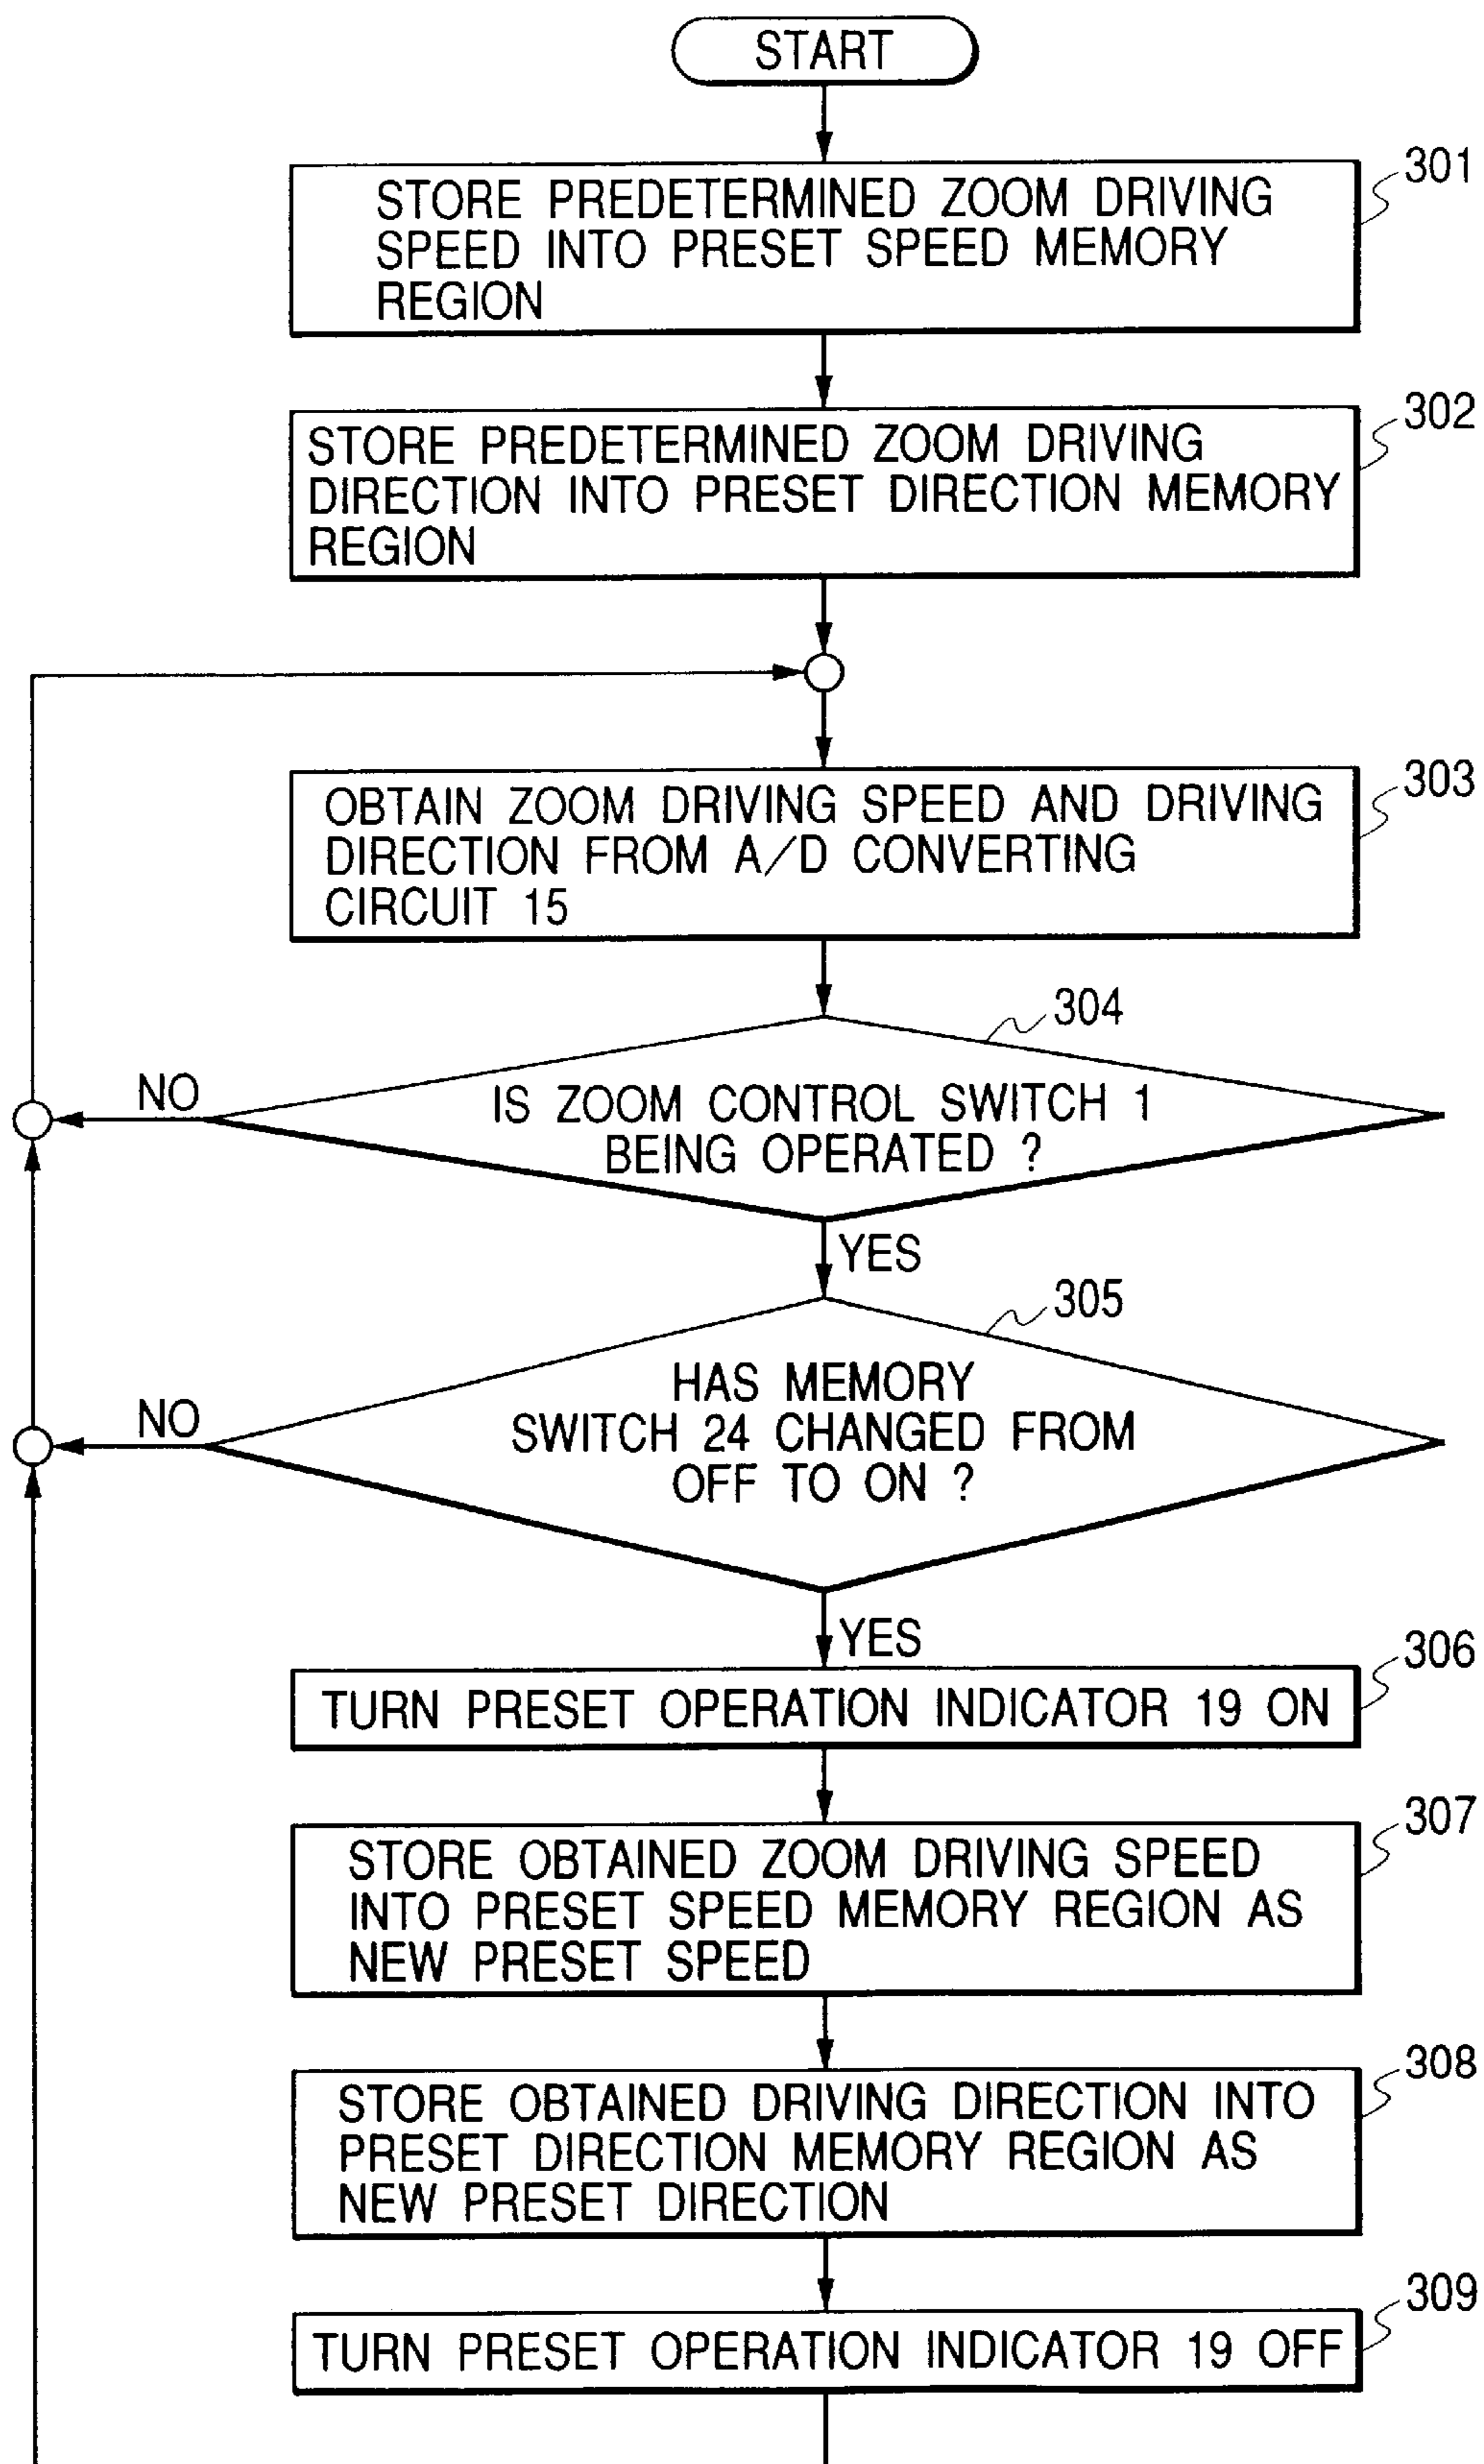 START
301
STORE PREDETERMINED ZOOM DRIVING
SPEED INTO PRESET SPEED MEMORY
REGION
302
STORE PREDETERMINED ZOOM DRIVING
DIRECTION INTO PRESET DIRECTION MEMORY
REGION
303
OBTAIN ZOOM DRIVING SPEED AND DRIVING
DIRECTION FROM A/D CONVERTING
CIRCUIT 15
304
NO
IS ZOOM CONTROL SWITCH 1
BEING OPERATED ?
YES
305
HAS MEMORY
NO
SWITCH 24 CHANGED FROM
OFF TO ON ?
YES
306
TURN PRESET OPERATION INDICATOR 19 ON
307
STORE OBTAINED ZOOM DRIVING SPEED
INTO PRESET SPEED MEMORY REGION AS
NEW PRESET SPEED
308
STORE OBTAINED DRIVING DIRECTION INTO
PRESET DIRECTION MEMORY REGION AS
NEW PRESET DIRECTION
309
TURN PRESET OPERATION INDICATOR 19 OFF